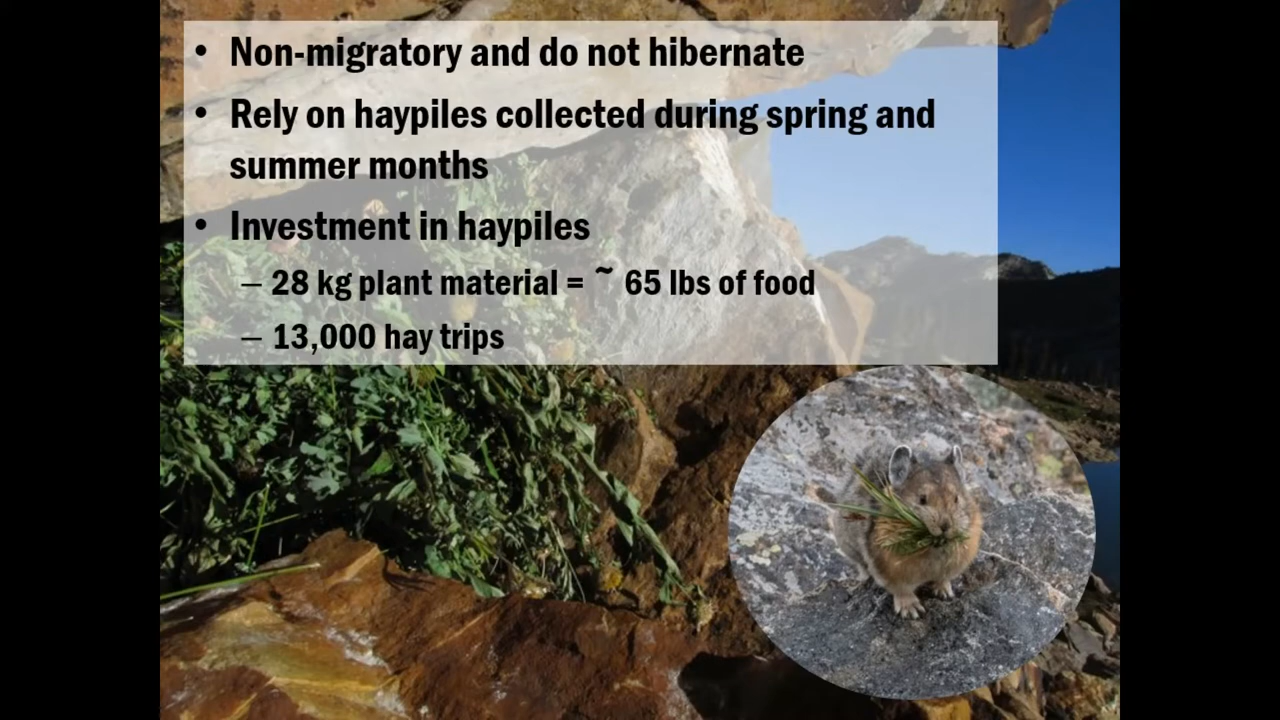 • Non-migratory and do not hibernate
• Rely on haypiles collected during spring and
summer months
• Investment in haypiles
– 28 kg plant material = ~ 65 lbs of food
– 13,000 hay trips